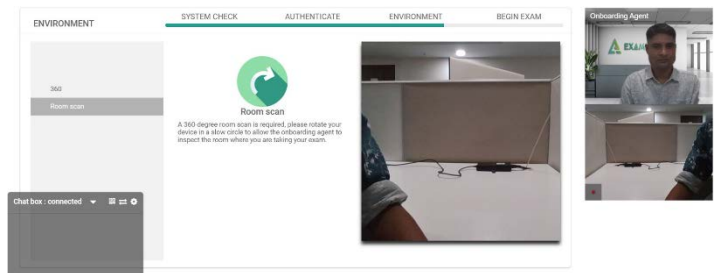 ENVIRONMENT
SYSTEM CHECK
AUTHENTICATE
ENVIRONMENT
BEGIN EXAM
360
Room scan
Room scan
A 360 degree room scan is required, please rotate your
device in a slow circle to allow the onboarding agent to
inspect the room where you are taking your exam.
Onboarding Agent
EXAM
Chat box : connected